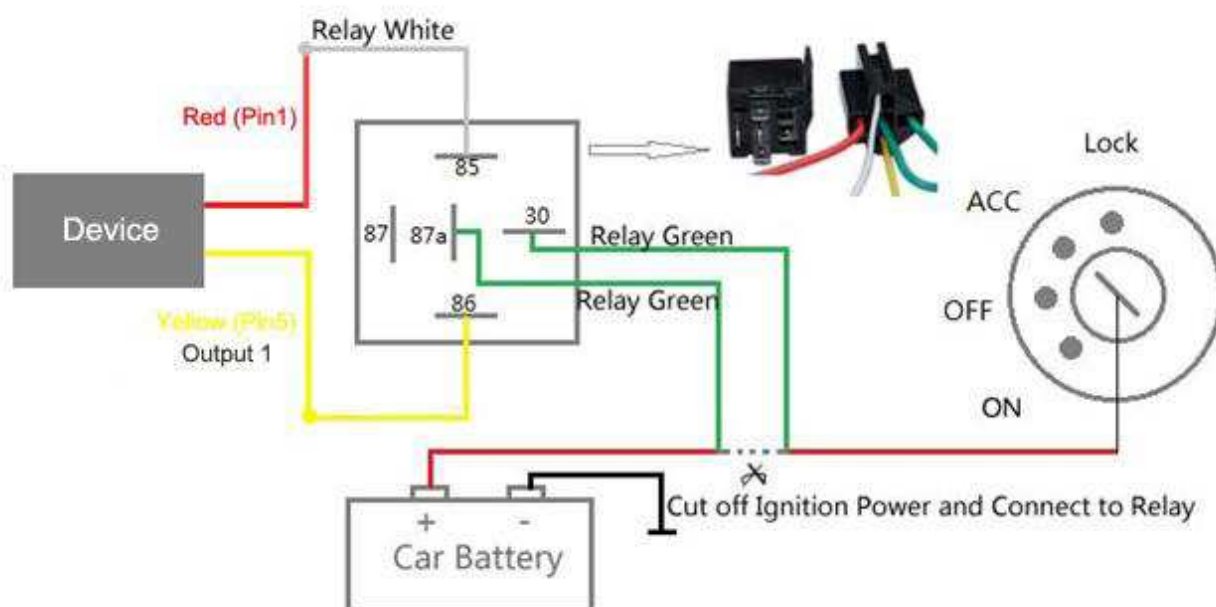 Relay White
Red (Pin1)
85
Lock
ACC
Device
87
87a
30
Relay Green
Relay Green
OFF
86
Yellow (Pin5)
Output 1
ON
Cut off Ignition Power and Connect to Relay
+
-
Car Battery